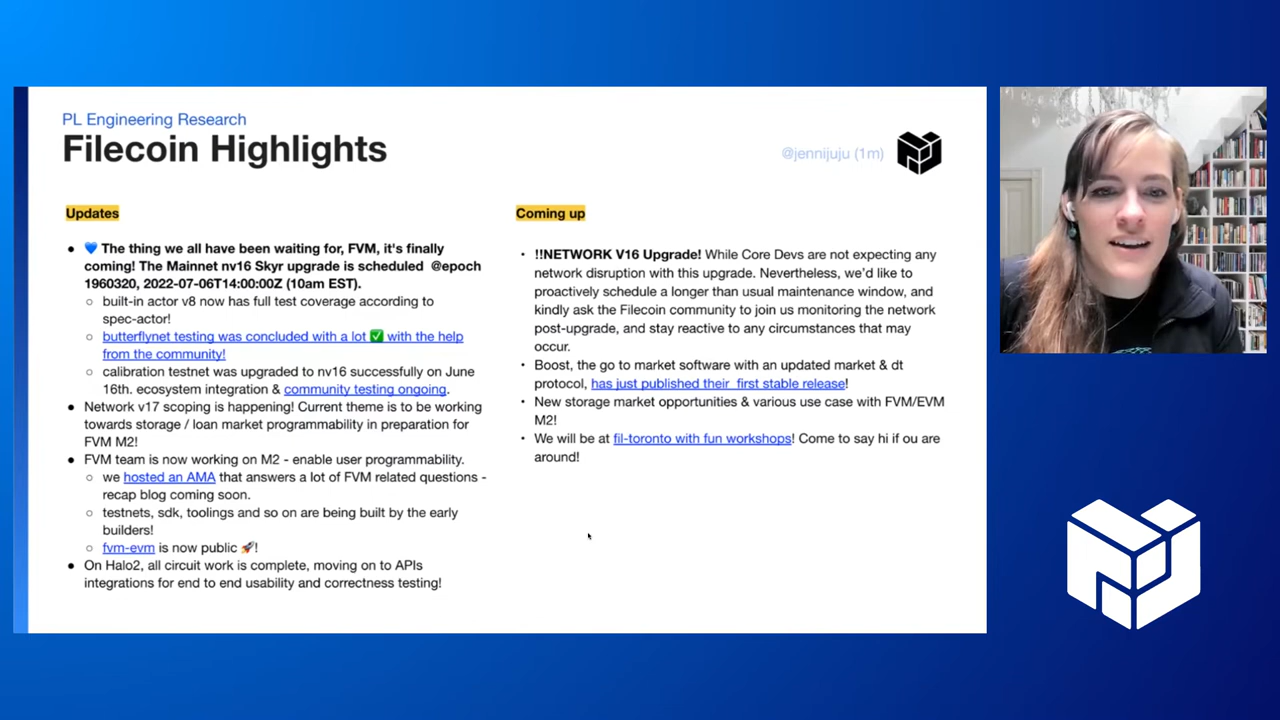 PL Engineering Research
Filecoin Highlights
@jennijuju (1m)
Updates
💙 The thing we all have been waiting for, FVM, it's finally
coming! The Mainnet nv16 Skyr upgrade is scheduled @epoch
1960320, 2022-07-06T14:00:00Z (10am EST).
built-in actor v8 now has full test coverage according to
spec-actor!
butterflynet testing was concluded with a lot ✅ with the help
from the community!
calibration testnet was upgraded to nv16 successfully on June
16th. ecosystem integration & community testing ongoing.
Network v17 scoping is happening! Current theme is to be working
towards storage / loan market programmability in preparation for
FVM M2!
FVM team is now working on M2 - enable user programmability.
we hosted an AMA that answers a lot of FVM related questions -
recap blog coming soon.
testnets, sdk, toolings and so on are being built by the early
builders!
fvm-evm is now public 🚀!
On Halo2, all circuit work is complete, moving on to APIs
integrations for end to end usability and correctness testing!
Coming up
‼NETWORK V16 Upgrade! While Core Devs are not expecting any
network disruption with this upgrade. Nevertheless, we'd like to
proactively schedule a longer than usual maintenance window, and
kindly ask the Filecoin community to join us monitoring the network
post-upgrade, and stay reactive to any circumstances that may
occur.
Boost, the go to market software with an updated market & dt
protocol, has just published their first stable release!
New storage market opportunities & various use case with FVM/EVM
M2!
We will be at fil-toronto with fun workshops! Come to say hi if ou are
around!